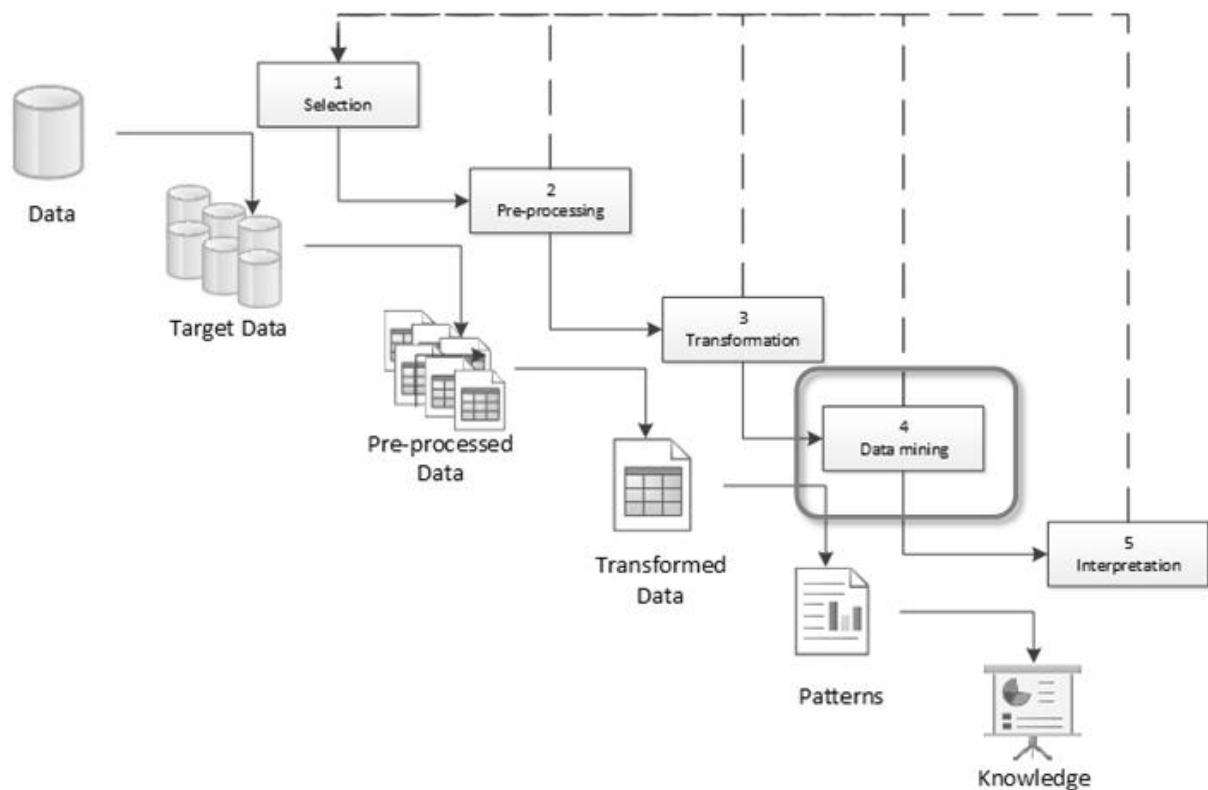 1
Selection
Data
2
Pre-processing
Target Data
3
Transformation
Pre-processed
Data
4
Data mining
Transformed
Data
5
Interpretation
Patterns
Knowledge